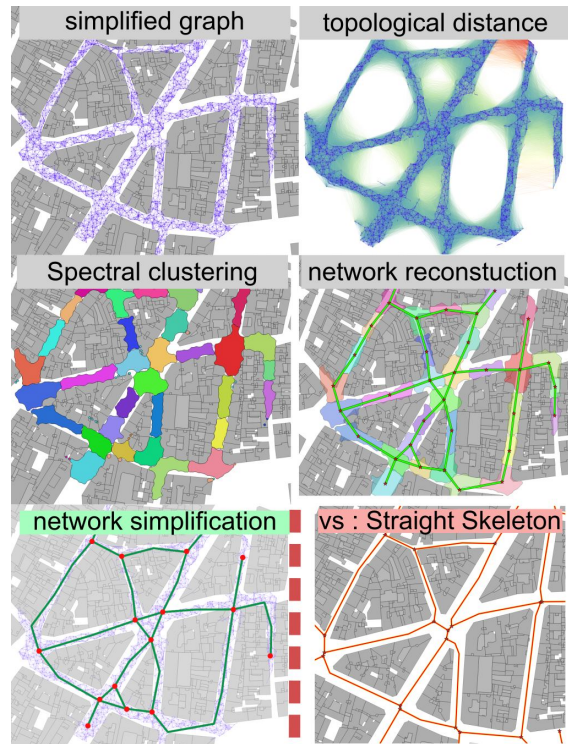 simplified graph
topological distance
Spectral clustering
network reconstuction
network simplification
vs : Straight Skeleton